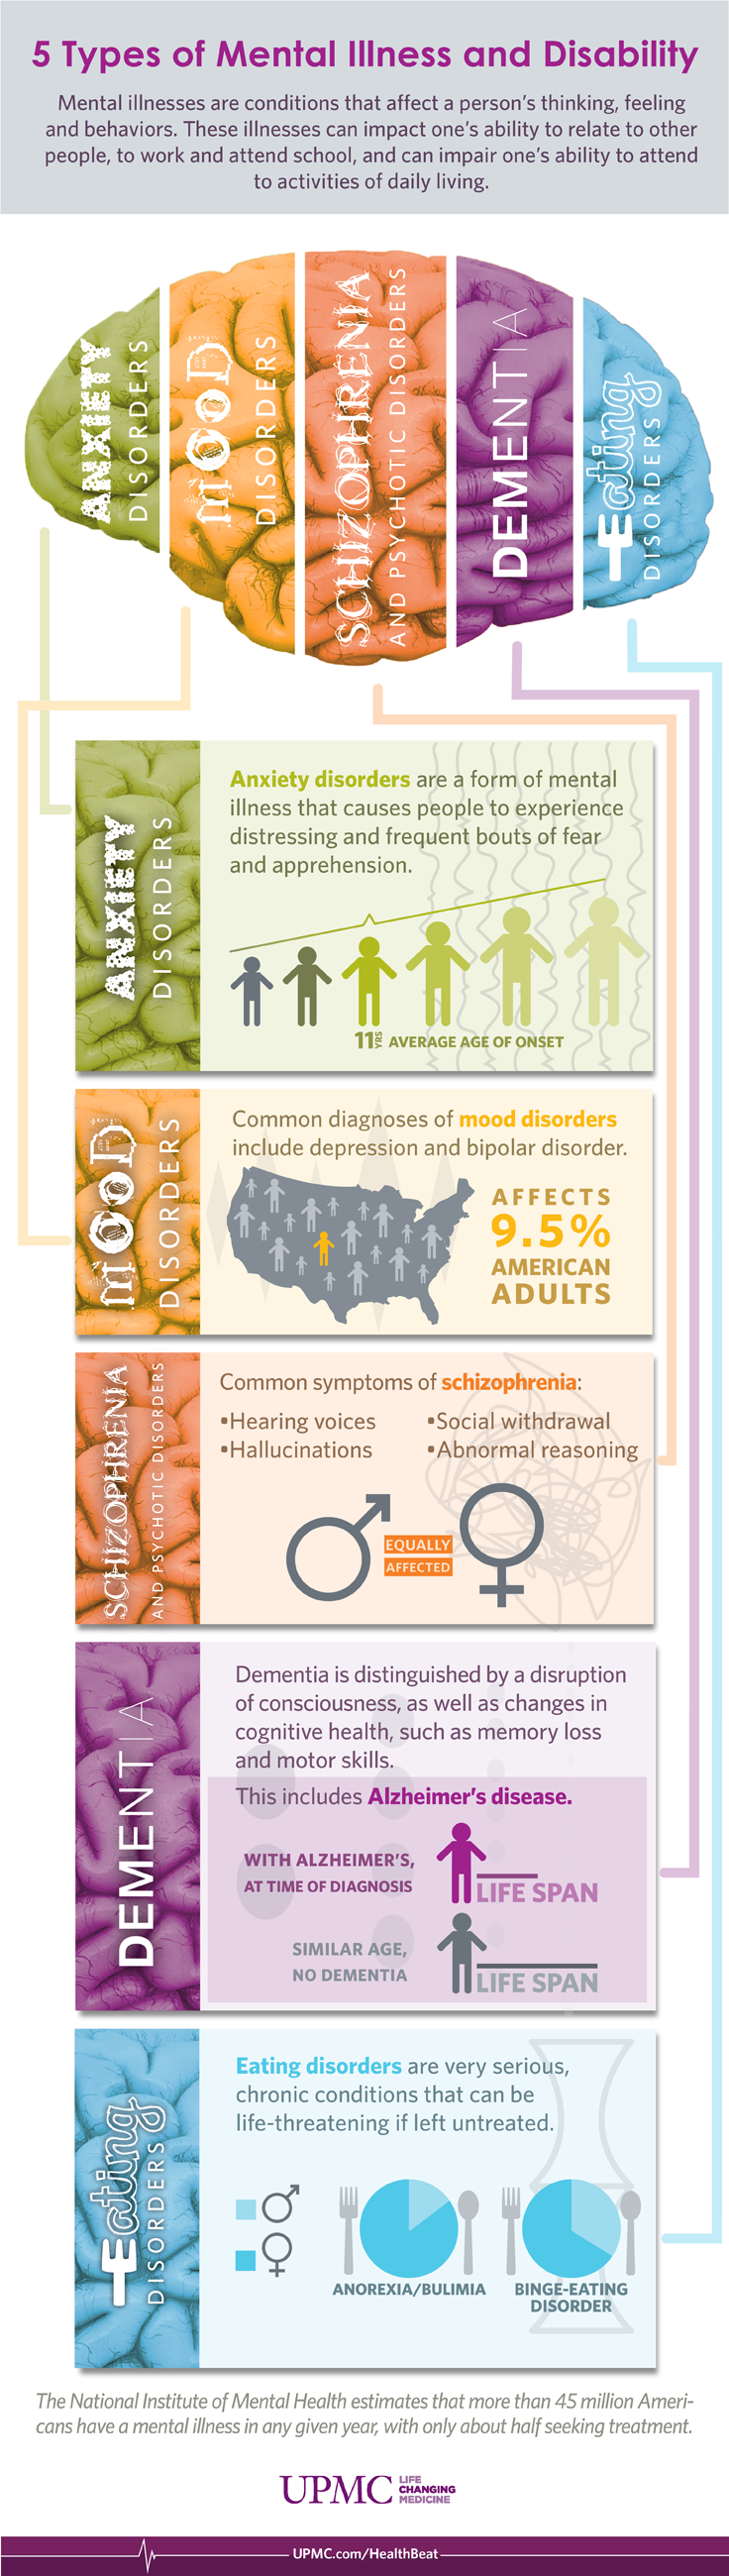 5 Types of Mental Illness and Disability
Mental illnesses are conditions that affect a person's thinking, feeling
and behaviors. These illnesses can impact one's ability to relate to other
people, to work and attend school, and can impair one's ability to attend
to activities of daily living.
ANXIETY
DISORDERS
mOOD
DISORDERS
SCHIZOPHRENIA
AND PSYCHOTIC DISORDERS
DEMENTIA
Eating
DISORDERS
ANXIETY
DISORDERS
Anxiety disorders are a form of mental
illness that causes people to experience
distressing and frequent bouts of fear
and apprehension.
11 YRS AVERAGE AGE OF ONSET
mOOD
DISORDERS
Common diagnoses of mood disorders
include depression and bipolar disorder.
AFFECTS
9.5%
AMERICAN
ADULTS
SCHIZOPHRENIA
AND PSYCHOTIC DISORDERS
Common symptoms of schizophrenia:
▪Hearing voices ▪Social withdrawal
▪Hallucinations ▪Abnormal reasoning
EQUALLY
AFFECTED
DEMENTIA
Dementia is distinguished by a disruption
of consciousness, as well as changes in
cognitive health, such as memory loss
and motor skills.
This includes Alzheimer's disease.
WITH ALZHEIMER'S,
AT TIME OF DIAGNOSIS
LIFE SPAN
SIMILAR AGE,
NO DEMENTIA
LIFE SPAN
Eating
DISORDERS
Eating disorders are very serious,
chronic conditions that can be
life-threatening if left untreated.
ANOREXIA/BULIMIA
BINGE-EATING
DISORDER
The National Institute of Mental Health estimates that more than 45 million Ameri-
cans have a mental illness in any given year, with only about half seeking treatment.
UPMC LIFE
CHANGING
MEDICINE
UPMC.com/HealthBeat